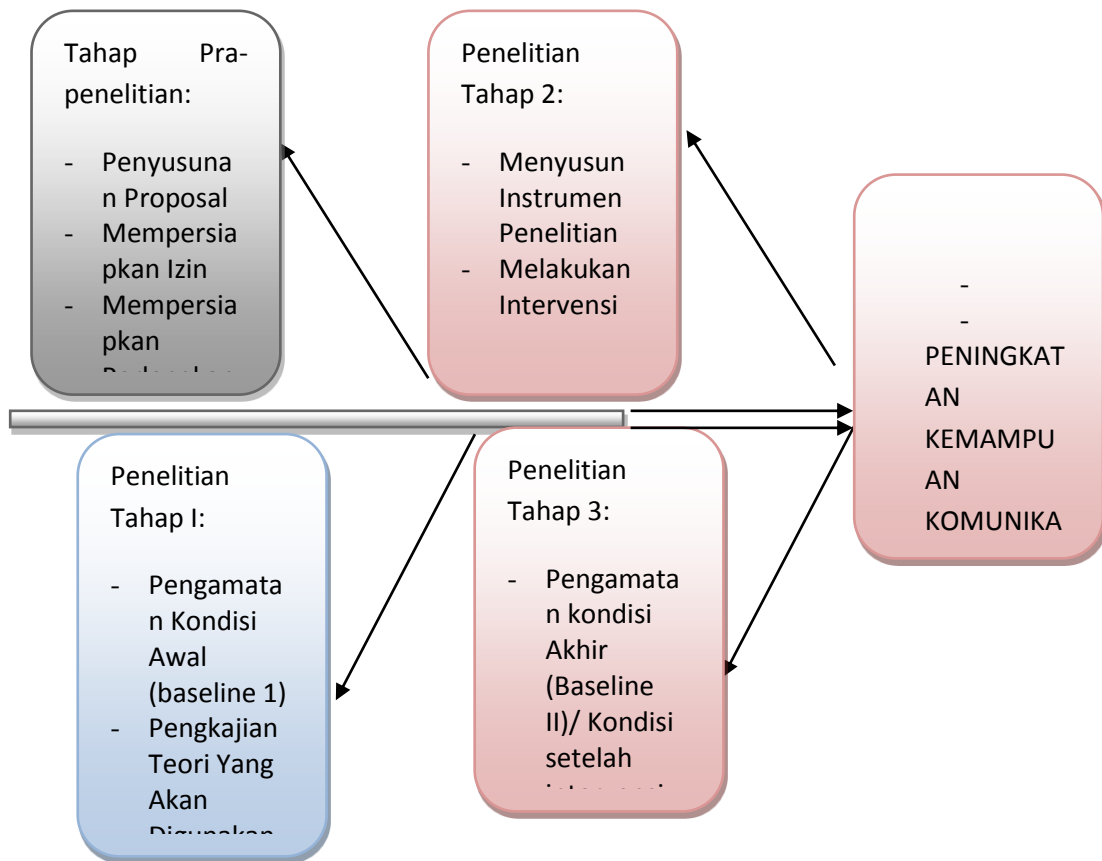 Tahap Pra-
penelitian:
- Penyusuna
n Proposal
- Mempersia
pkan Izin
- Mempersia
pkan
Penelitian
Tahap 2:
- Menyusun
Instrumen
Penelitian
- Melakukan
Intervensi
-
-
PENINGKAT
AN
KEMAMPU
AN
KOMUNIKA
Penelitian
Tahap I:
- Pengamata
n Kondisi
Awal
(baseline 1)
- Pengkajian
Teori Yang
Akan
Digunakan
Penelitian
Tahap 3:
- Pengamata
n kondisi
Akhir
(Baseline
II)/ Kondisi
setelah
intervensi